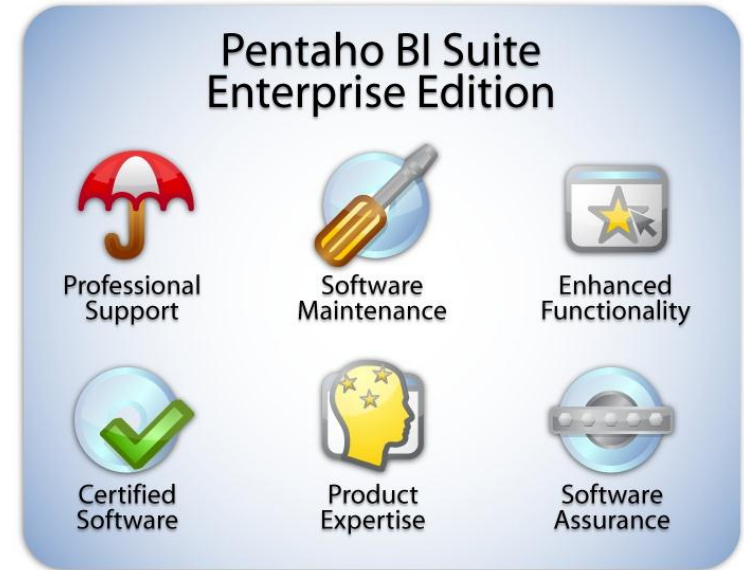 Pentaho BI Suite
Enterprise Edition
Professional
Support
Software
Maintenance
Enhanced
Functionality
Certified
Software
Product
Expertise
Software
Assurance